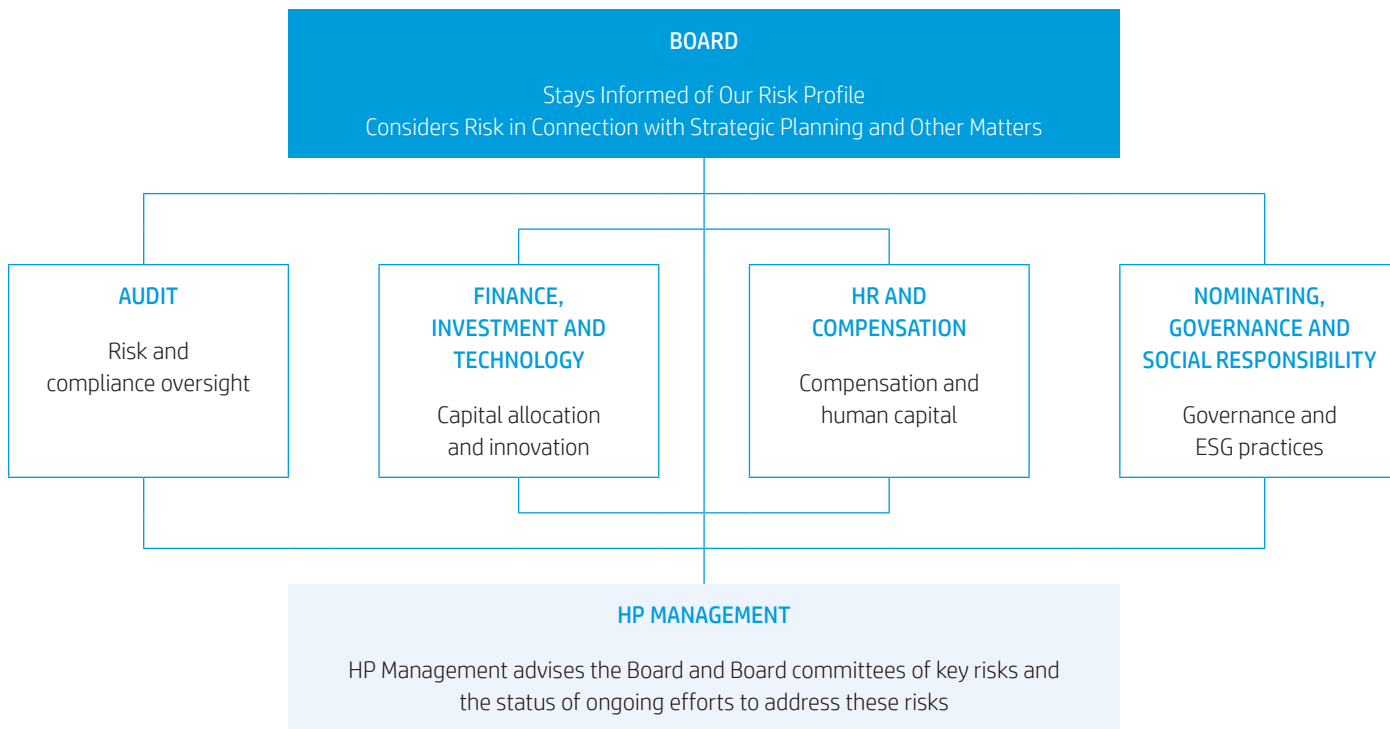 BOARD
Stays Informed of Our Risk Profile
Considers Risk in Connection with Strategic Planning and Other Matters
AUDIT
Risk and
compliance oversight
FINANCE,
INVESTMENT AND
TECHNOLOGY
Capital allocation
and innovation
HR AND
COMPENSATION
Compensation and
human capital
NOMINATING,
GOVERNANCE AND
SOCIAL RESPONSIBILITY
Governance and
ESG practices
HP MANAGEMENT
HP Management advises the Board and Board committees of key risks and
the status of ongoing efforts to address these risks